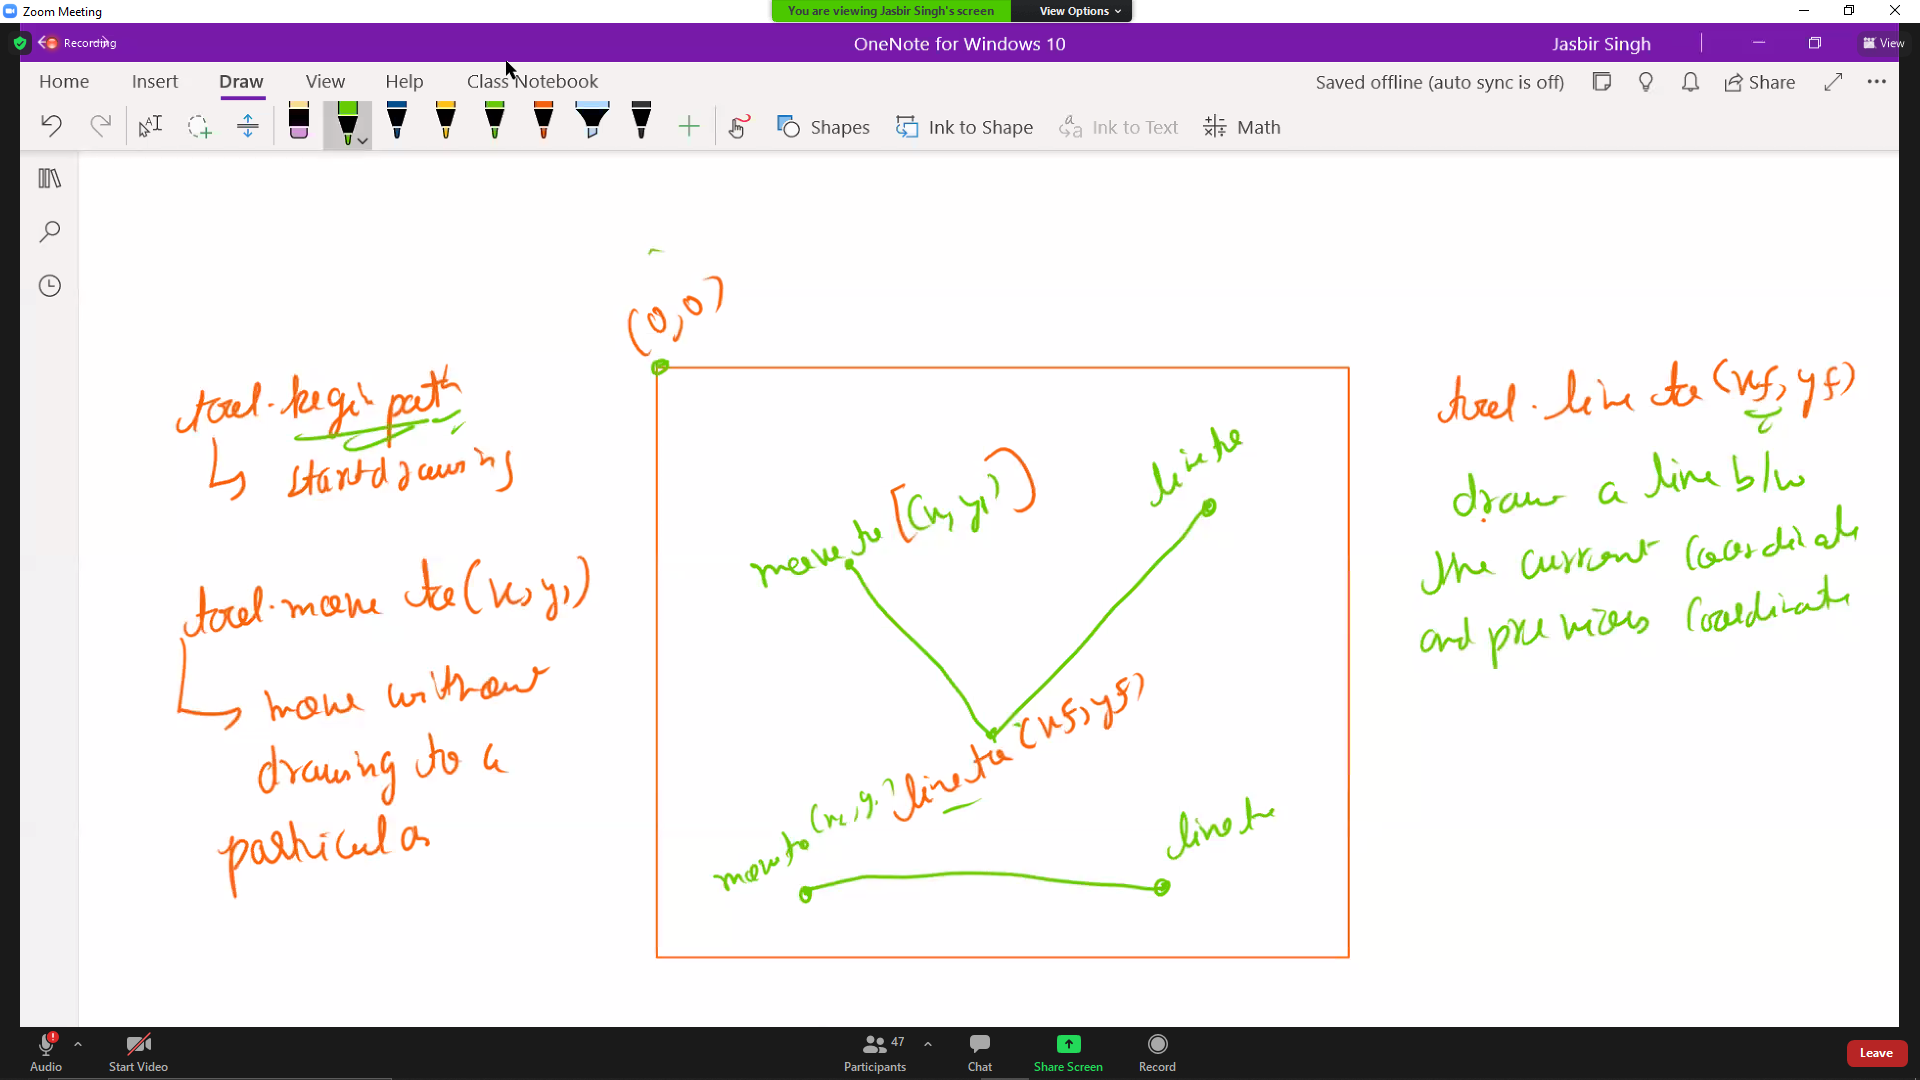 Zoom Meeting
You are viewing Jasbir Singh's screen
View Options
Recording
OneNote for Windows 10
Jasbir Singh
View
Home Insert Draw View Help Class Notebook
Saved offline (auto sync is off)
Share
Shapes
Ink to Shape
Ink to Text
Math
(0,0)
tool.begin path
start drawing
tool.move to (x, y,)
move without
drawing to a
particular
move to [(x, y,)]
line to
line to (xf, yf)
move to (x, y,)
line to
tool.line to (xf, yf)
draw a line b/w
the current coordinate
and previous coordinate
Audio
Start Video
47
Participants
Chat
Share Screen
Record
Leave